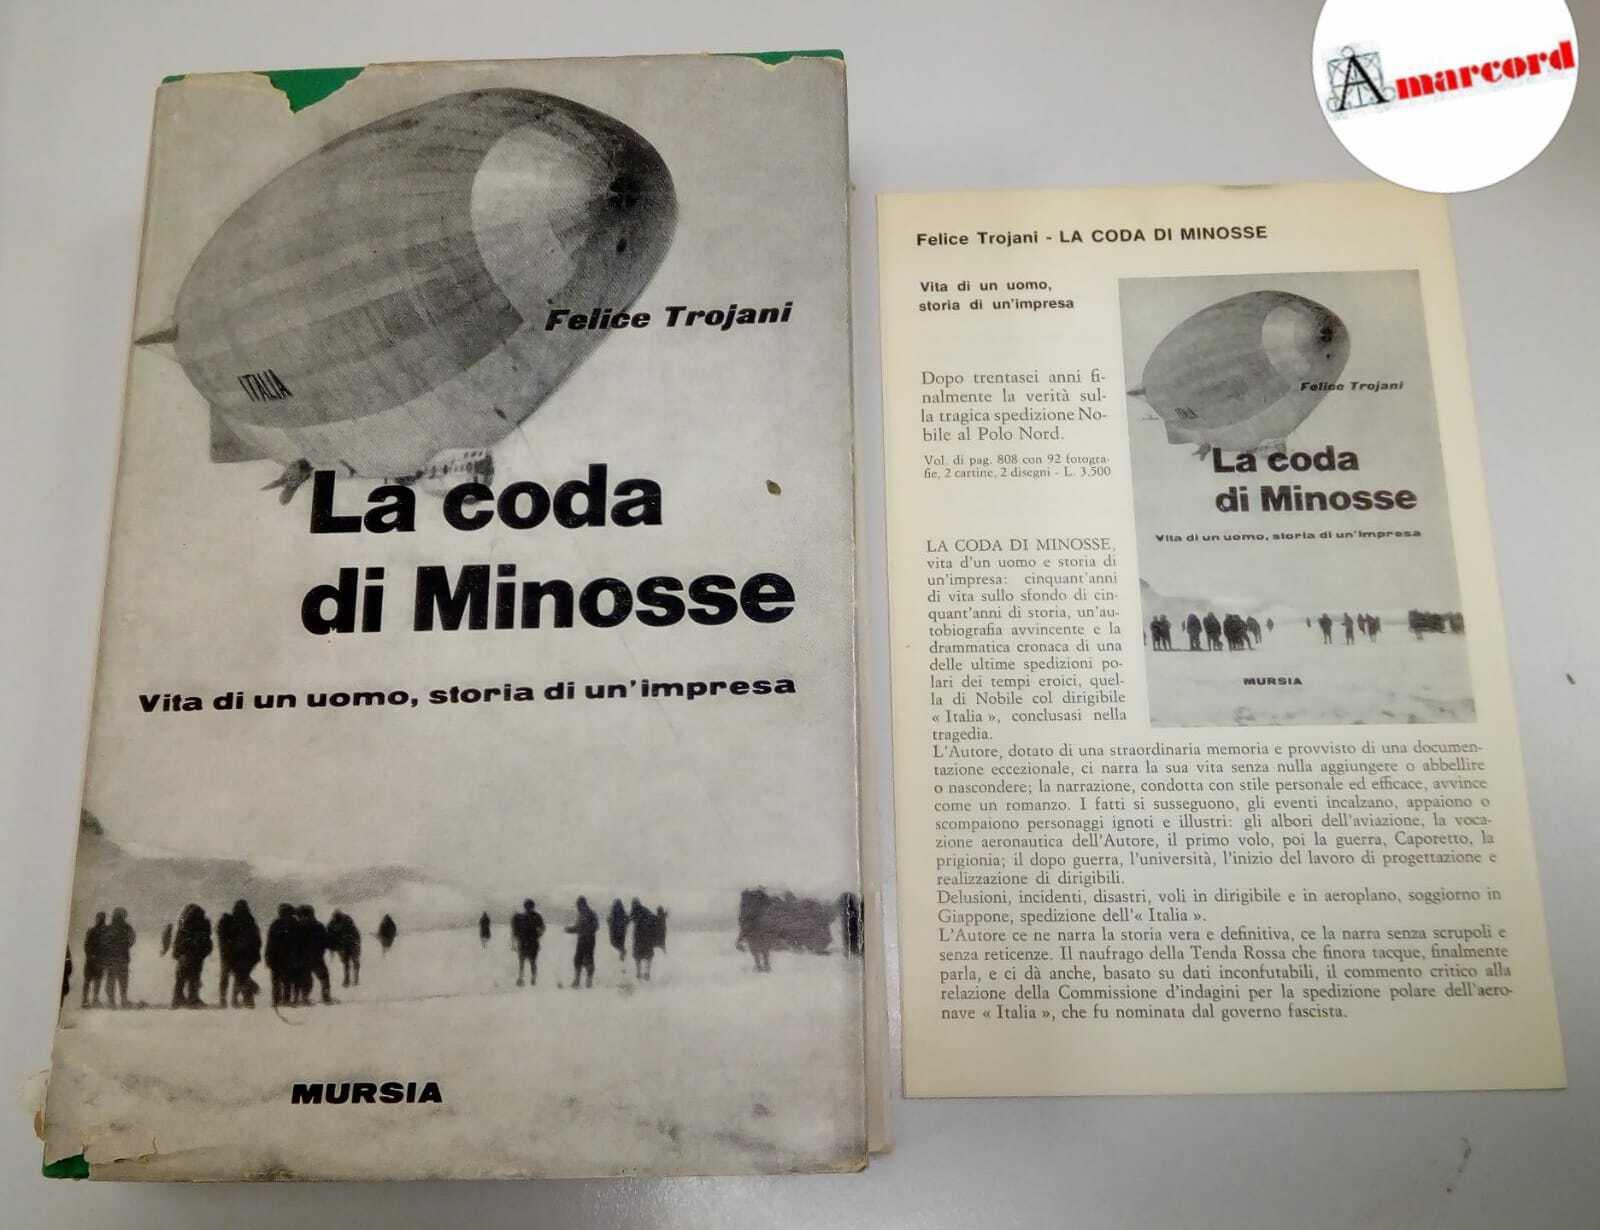 Amarcord
ITALIA
Felice Trojani
La coda
di Minosse
Vita di un uomo, storia di un'impresa
MURSIA
Felice Trojani - LA CODA DI MINOSSE
Vita di un uomo,
storia di un'impresa
Dopo trentasei anni fi-
nalmente la verità sul-
la tragica spedizione No-
bile al Polo Nord.
Vol. di pag. 808 con 92 fotogra-
fie, 2 cartine, 2 disegni - L. 3.500
ITALIA
Felice Trojani
La coda
di Minosse
Vita di un uomo, storia di un'impresa
MURSIA
LA CODA DI MINOSSE,
vita d'un uomo e storia di
un'impresa: cinquant'anni
di vita sullo sfondo di cin-
quant'anni di storia, un'au-
tobiografia avvincente e la
drammatica cronaca di una
delle ultime spedizioni po-
lari dei tempi eroici, quel-
la di Nobile col dirigibile
« Italia », conclusasi nella
tragedia.
L'Autore, dotato di una straordinaria memoria e provvisto di una documen-
tazione eccezionale, ci narra la sua vita senza nulla aggiungere o abbellire
o nascondere; la narrazione, condotta con stile personale ed efficace, avvince
come un romanzo. I fatti si susseguono, gli eventi incalzano, appaiono o
scompaiono personaggi ignoti e illustri: gli albori dell'aviazione, la voca-
zione aeronautica dell'Autore, il primo volo, poi la guerra, Caporetto, la
prigionia; il dopo guerra, l'università, l'inizio del lavoro di progettazione e
realizzazione di dirigibili.
Delusioni, incidenti, disastri, voli in dirigibile e in aeroplano, soggiorno in
Giappone, spedizione dell'« Italia ».
L'Autore ce ne narra la storia vera e definitiva, ce la narra senza scrupoli e
senza reticenze. Il naufrago della Tenda Rossa che finora tacque, finalmente
parla, e ci dà anche, basato su dati inconfutabili, il commento critico alla
relazione della Commissione d'indagini per la spedizione polare dell'aero-
nave « Italia », che fu nominata dal governo fascista.